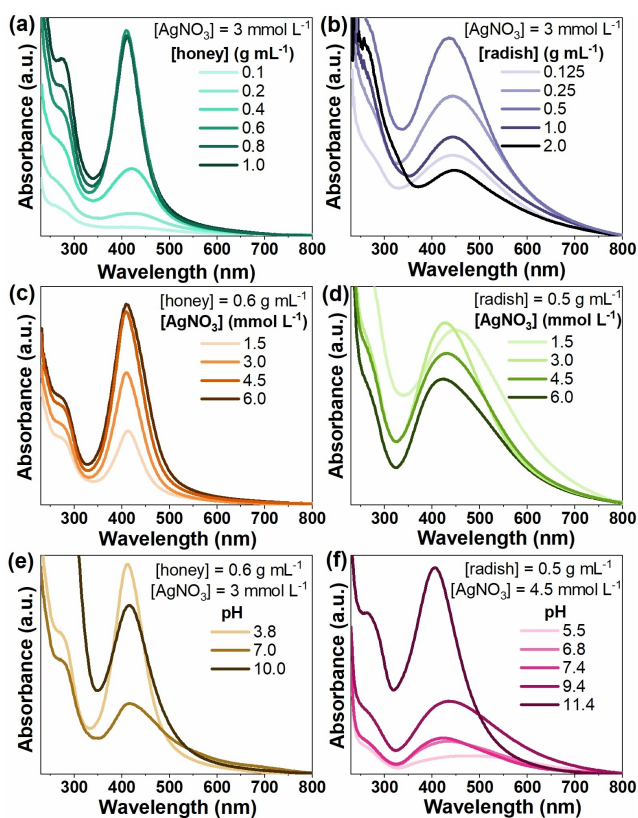 (a)
[AgNO3] = 3 mmol L-1
[honey] (g mL-1)
0.1
0.2
0.4
0.6
0.8
1.0
Absorbance (a.u.)
300 400 500 600 700 800
Wavelength (nm)
(b)
[AgNO3] = 3 mmol L-1
[radish] (g mL-1)
0.125
0.25
0.5
1.0
2.0
Absorbance (a.u.)
300 400 500 600 700 800
Wavelength (nm)
(c)
[honey] = 0.6 g mL-1
[AgNO3] (mmol L-1)
1.5
3.0
4.5
6.0
Absorbance (a.u.)
300 400 500 600 700 800
Wavelength (nm)
(d)
[radish] = 0.5 g mL-1
[AgNO3] (mmol L-1)
1.5
3.0
4.5
6.0
Absorbance (a.u.)
300 400 500 600 700 800
Wavelength (nm)
(e)
[honey] = 0.6 g mL-1
[AgNO3] = 3 mmol L-1
pH
3.8
7.0
10.0
Absorbance (a.u.)
300 400 500 600 700 800
Wavelength (nm)
(f)
[radish] = 0.5 g mL-1
[AgNO3] = 4.5 mmol L-1
pH
5.5
6.8
7.4
9.4
11.4
Absorbance (a.u.)
300 400 500 600 700 800
Wavelength (nm)